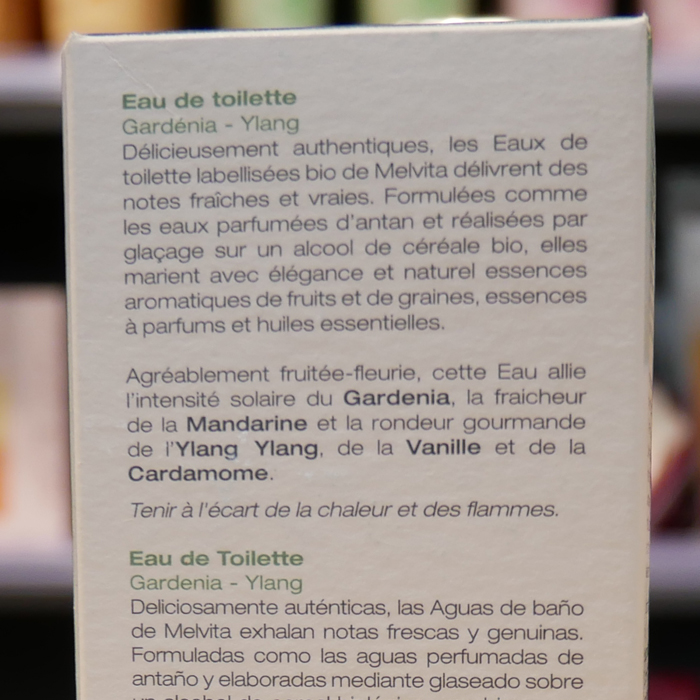 Eau de toilette
Gardénia - Ylang
Délicieusement authentiques, les Eaux de
toilette labellisées bio de Melvita délivrent des
notes fraîches et vraies. Formulées comme
les eaux parfumées d'antan et réalisées par
glaçage sur un alcool de céréale bio, elles
marient avec élégance et naturel essences
aromatiques de fruits et de graines, essences
à parfums et huiles essentielles.
Agréablement fruitée-fleurie, cette Eau allie
l'intensité solaire du Gardenia, la fraicheur
de la Mandarine et la rondeur gourmande
de l'Ylang Ylang, de la Vanille et de la
Cardamome.
Tenir à l'écart de la chaleur et des flammes.
Eau de Toilette
Gardenia - Ylang
Deliciosamente auténticas, las Aguas de baño
de Melvita exhalan notas frescas y genuinas.
Formuladas como las aguas perfumadas de
antaño y elaboradas mediante glaseado sobre